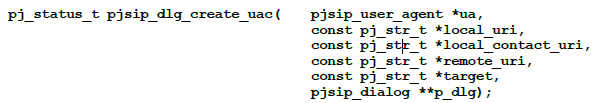 pj_status_t pjsip_dlg_create_uac( pjsip_user_agent *ua,
const pj_str_t *local_uri,
const pj_str_t *local_contact_uri,
const pj_str_t *remote_uri,
const pj_str_t *target,
pjsip_dialog **p_dlg);